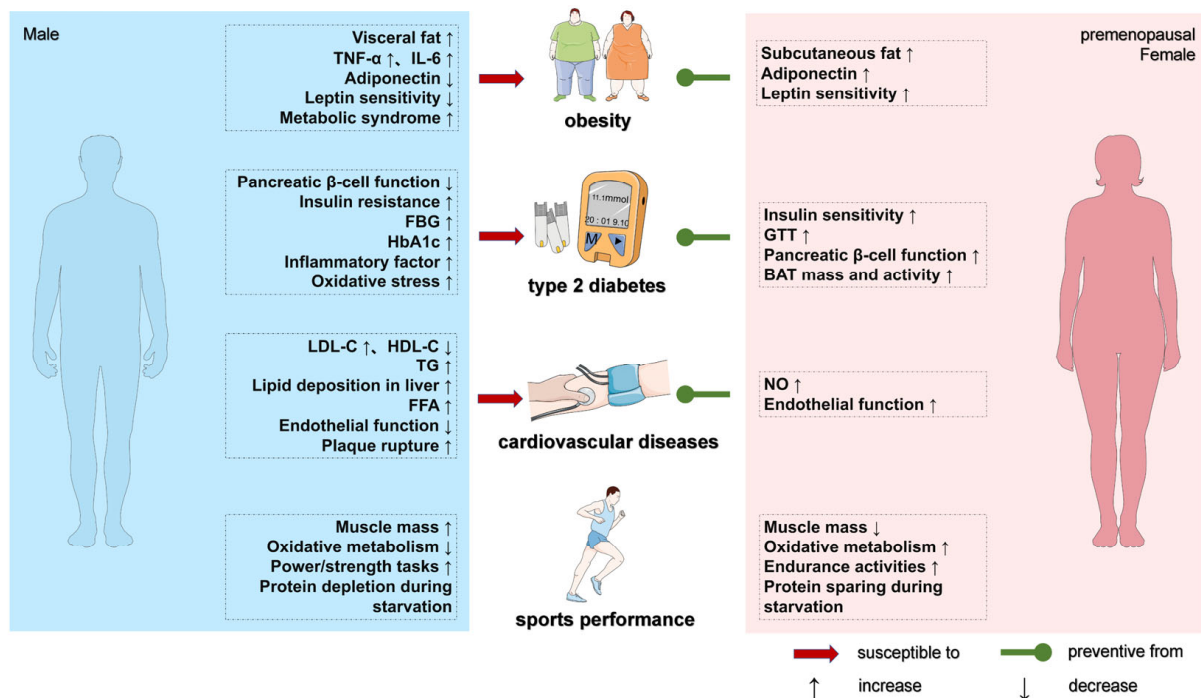 Male
Visceral fat ↑
TNF-α ↑、IL-6 ↑
Adiponectin ↓
Leptin sensitivity ↓
Metabolic syndrome ↑
obesity
premenopausal
Female
Subcutaneous fat ↑
Adiponectin ↑
Leptin sensitivity ↑
Pancreatic β-cell function ↓
Insulin resistance ↑
FBG ↑
HbA1c ↑
Inflammatory factor ↑
Oxidative stress ↑
11.1mmol
20 : 01 9.10
M
type 2 diabetes
Insulin sensitivity ↑
GTT ↑
Pancreatic β-cell function ↑
BAT mass and activity ↑
LDL-C ↑、HDL-C ↓
TG ↑
Lipid deposition in liver ↑
FFA ↑
Endothelial function ↓
Plaque rupture ↑
cardiovascular diseases
NO ↑
Endothelial function ↑
Muscle mass ↑
Oxidative metabolism ↓
Power/strength tasks ↑
Protein depletion during
starvation
sports performance
Muscle mass ↓
Oxidative metabolism ↑
Endurance activities ↑
Protein sparing during
starvation
susceptible to
preventive from
↑ increase
↓ decrease